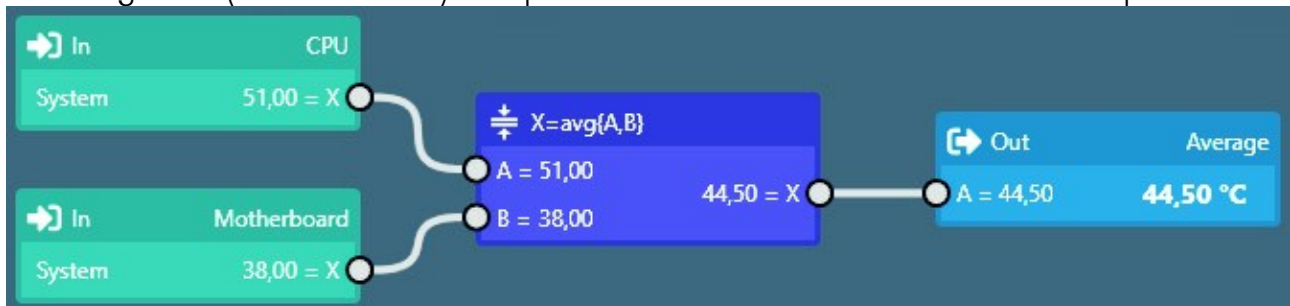 In CPU
System 51,00 = X
In Motherboard
System 38,00 = X
X=avg{A,B}
A = 51,00
44,50 = X
B = 38,00
Out Average
A = 44,50 44,50 °C